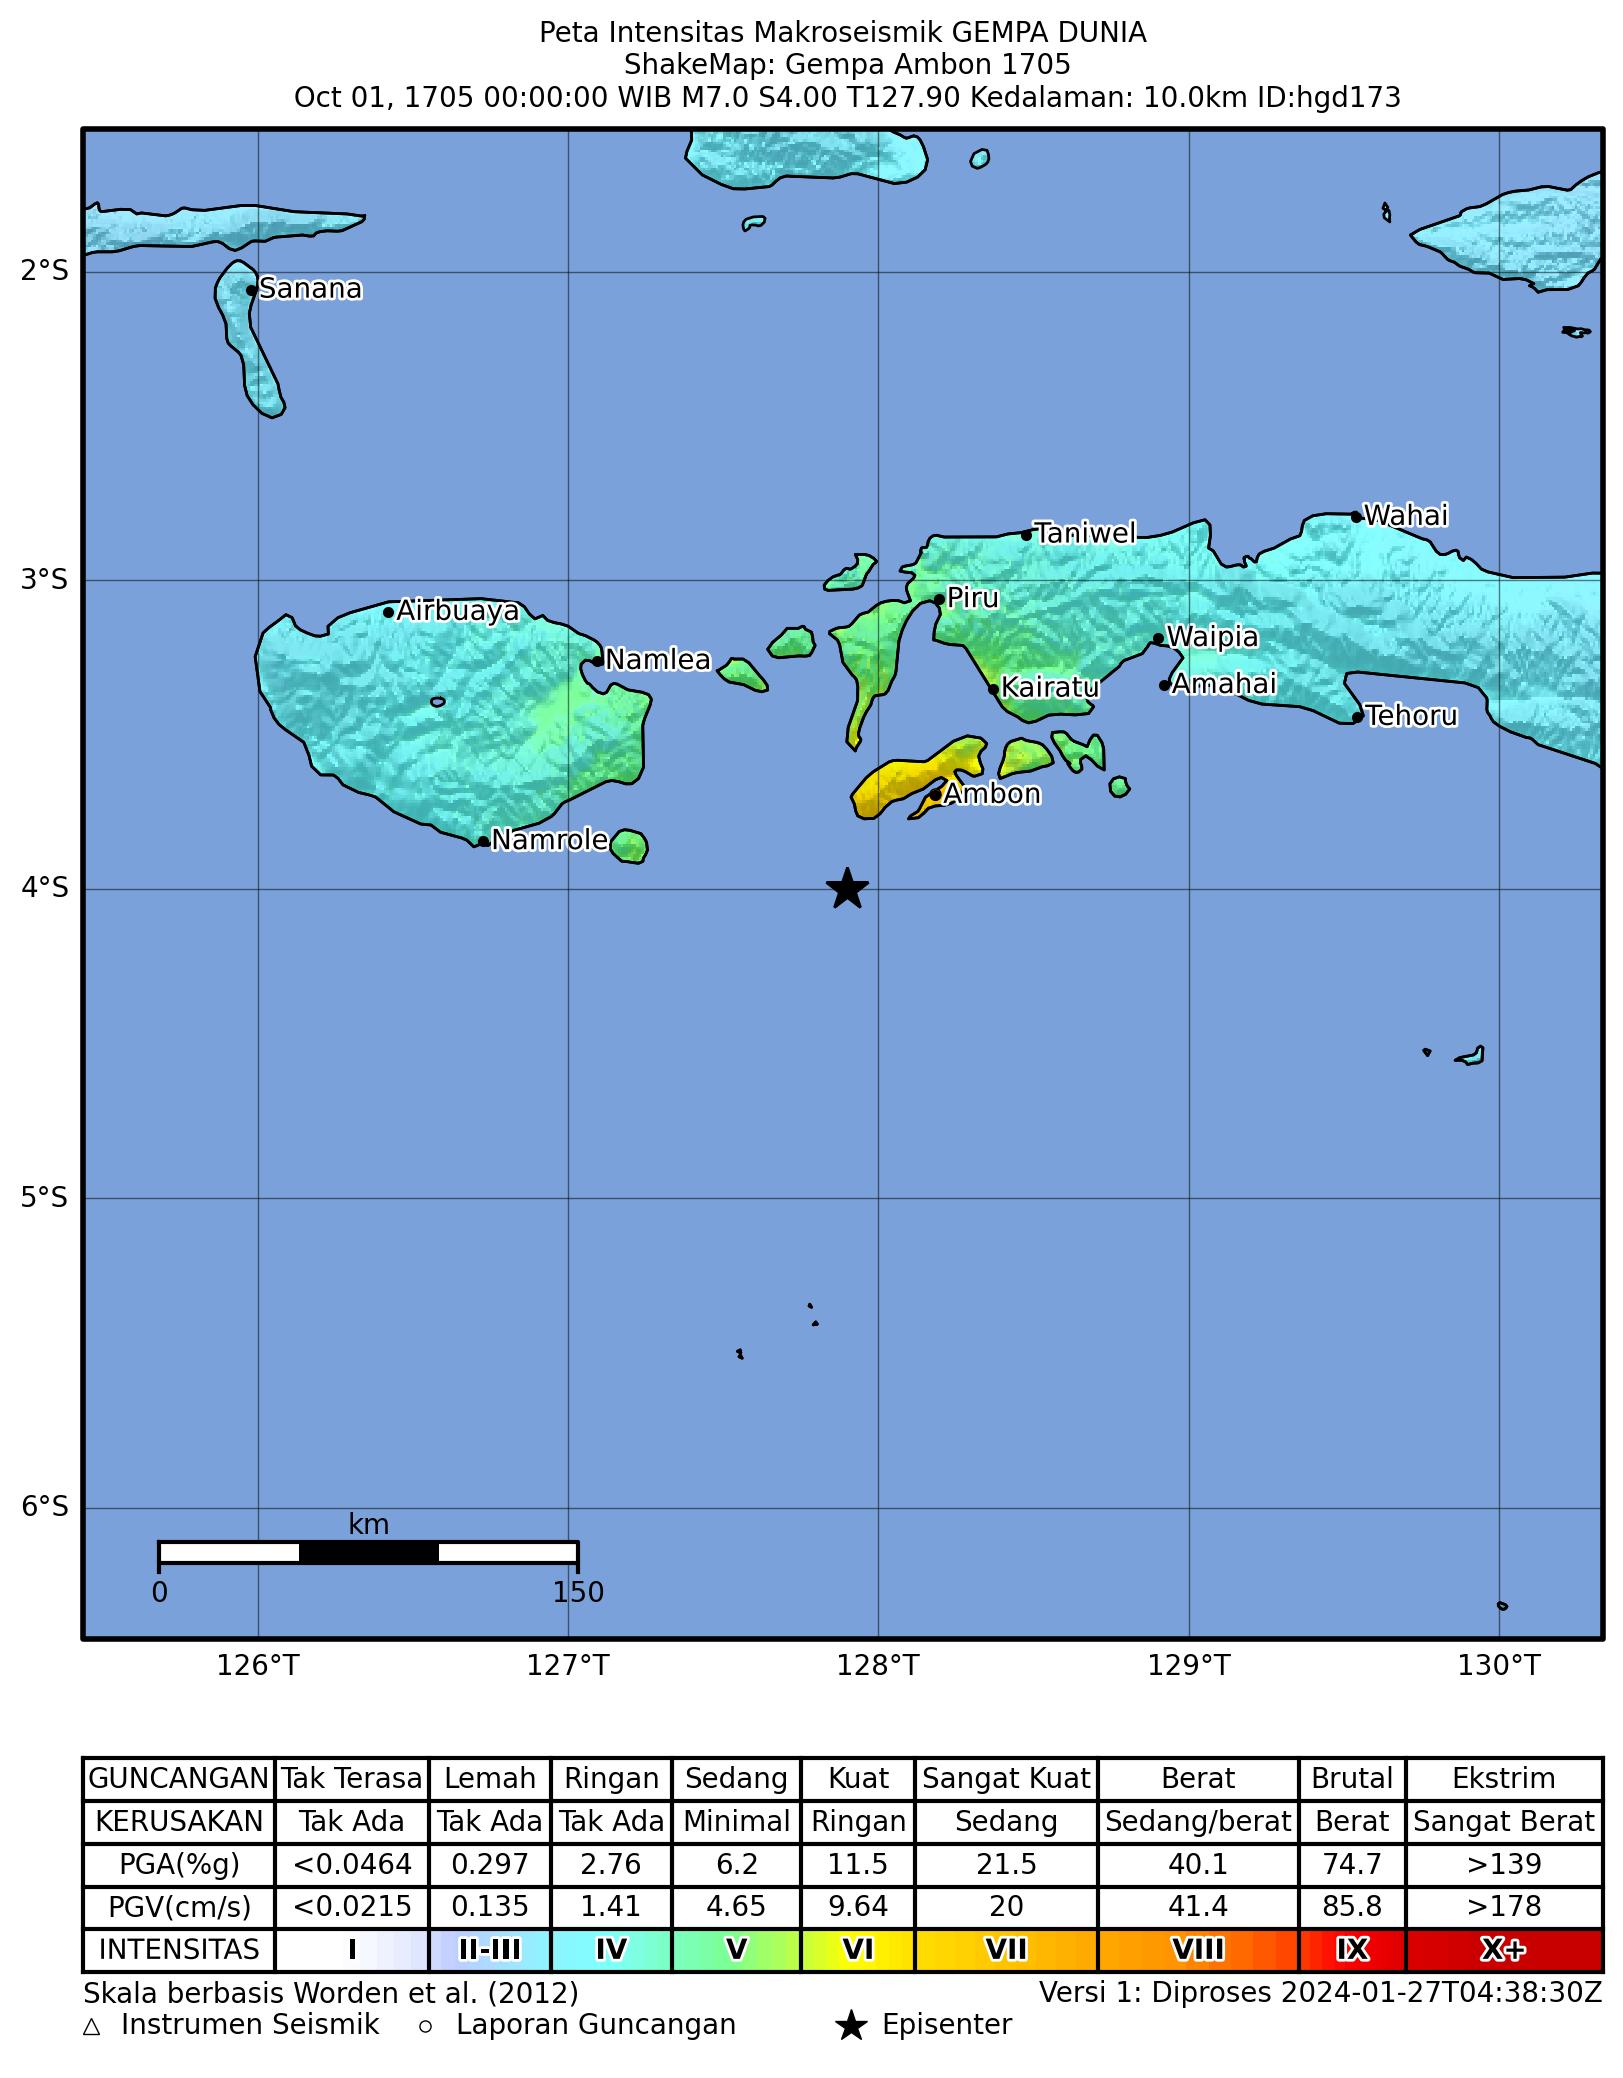 Peta Intensitas Makroseismik GEMPA DUNIA
ShakeMap: Gempa Ambon 1705
Oct 01, 1705 00:00:00 WIB M7.0 S4.00 T127.90 Kedalaman: 10.0km ID:hgd173
2°S
Sanana
Wahai
Taniwel
3°S
Piru
Airbuaya
Waipia
Namlea
Amahai
Kairatu
Tehoru
Ambon
Namrole
4°S
5°S
6°S
km
0 150
126°T 127°T 128°T 129°T 130°T
GUNCANGAN Tak Terasa Lemah Ringan Sedang Kuat Sangat Kuat Berat Brutal Ekstrim
KERUSAKAN Tak Ada Tak Ada Tak Ada Minimal Ringan Sedang Sedang/berat Berat Sangat Berat
PGA(%g) <0.0464 0.297 2.76 6.2 11.5 21.5 40.1 74.7 >139
PGV(cm/s) <0.0215 0.135 1.41 4.65 9.64 20 41.4 85.8 >178
INTENSITAS I II-III IV V VI VII VIII IX X+
Skala berbasis Worden et al. (2012) Versi 1: Diproses 2024-01-27T04:38:30Z
△ Instrumen Seismik ○ Laporan Guncangan ★ Episenter